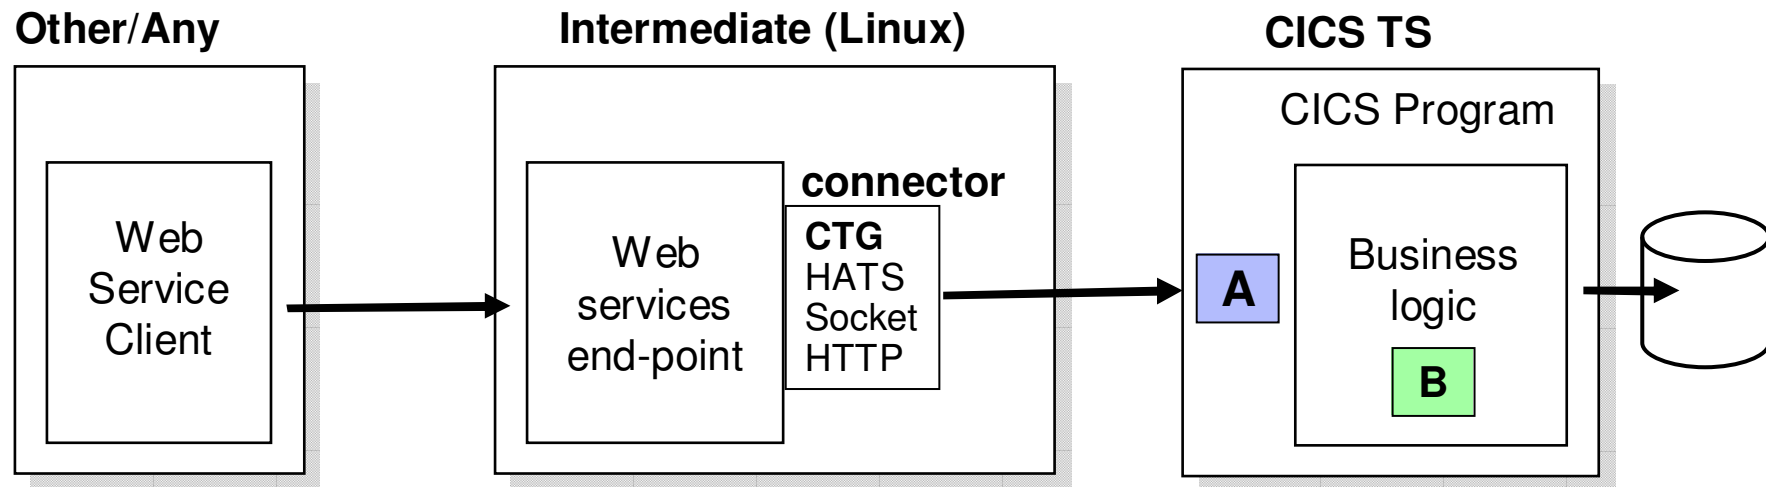 Other/Any
Intermediate (Linux)
CICS TS
Web
Service
Client
Web
services
end-point
connector
CTG
HATS
Socket
HTTP
CICS Program
A
Business
logic
B